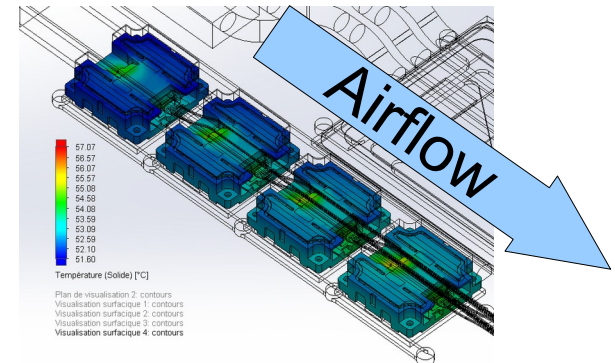 Airflow
57.07
56.57
56.07
55.57
55.08
54.58
54.08
53.59
53.09
52.59
52.10
51.60
Température (Solide) [°C]
Plan de visualisation 2: contours
Visualisation surfacique 1: contours
Visualisation surfacique 2: contours
Visualisation surfacique 3: contours
Visualisation surfacique 4: contours